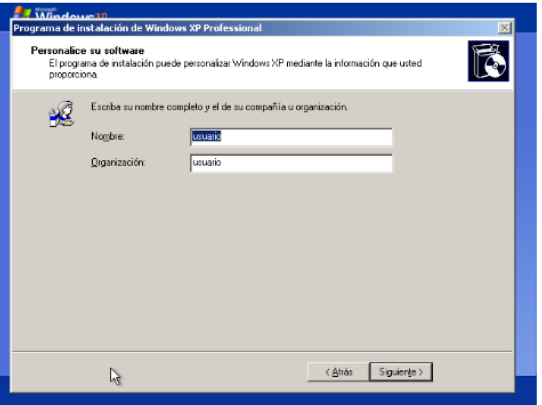 Microsoft
Windows XP
Programa de instalación de Windows XP Professional
Personalice su software
El programa de instalación puede personalizar Windows XP mediante la información que usted
proporciona.
Escriba su nombre completo y el de su compañía u organización.
Nombre: usuario
Organización: usuario
< Atrás Siguiente >